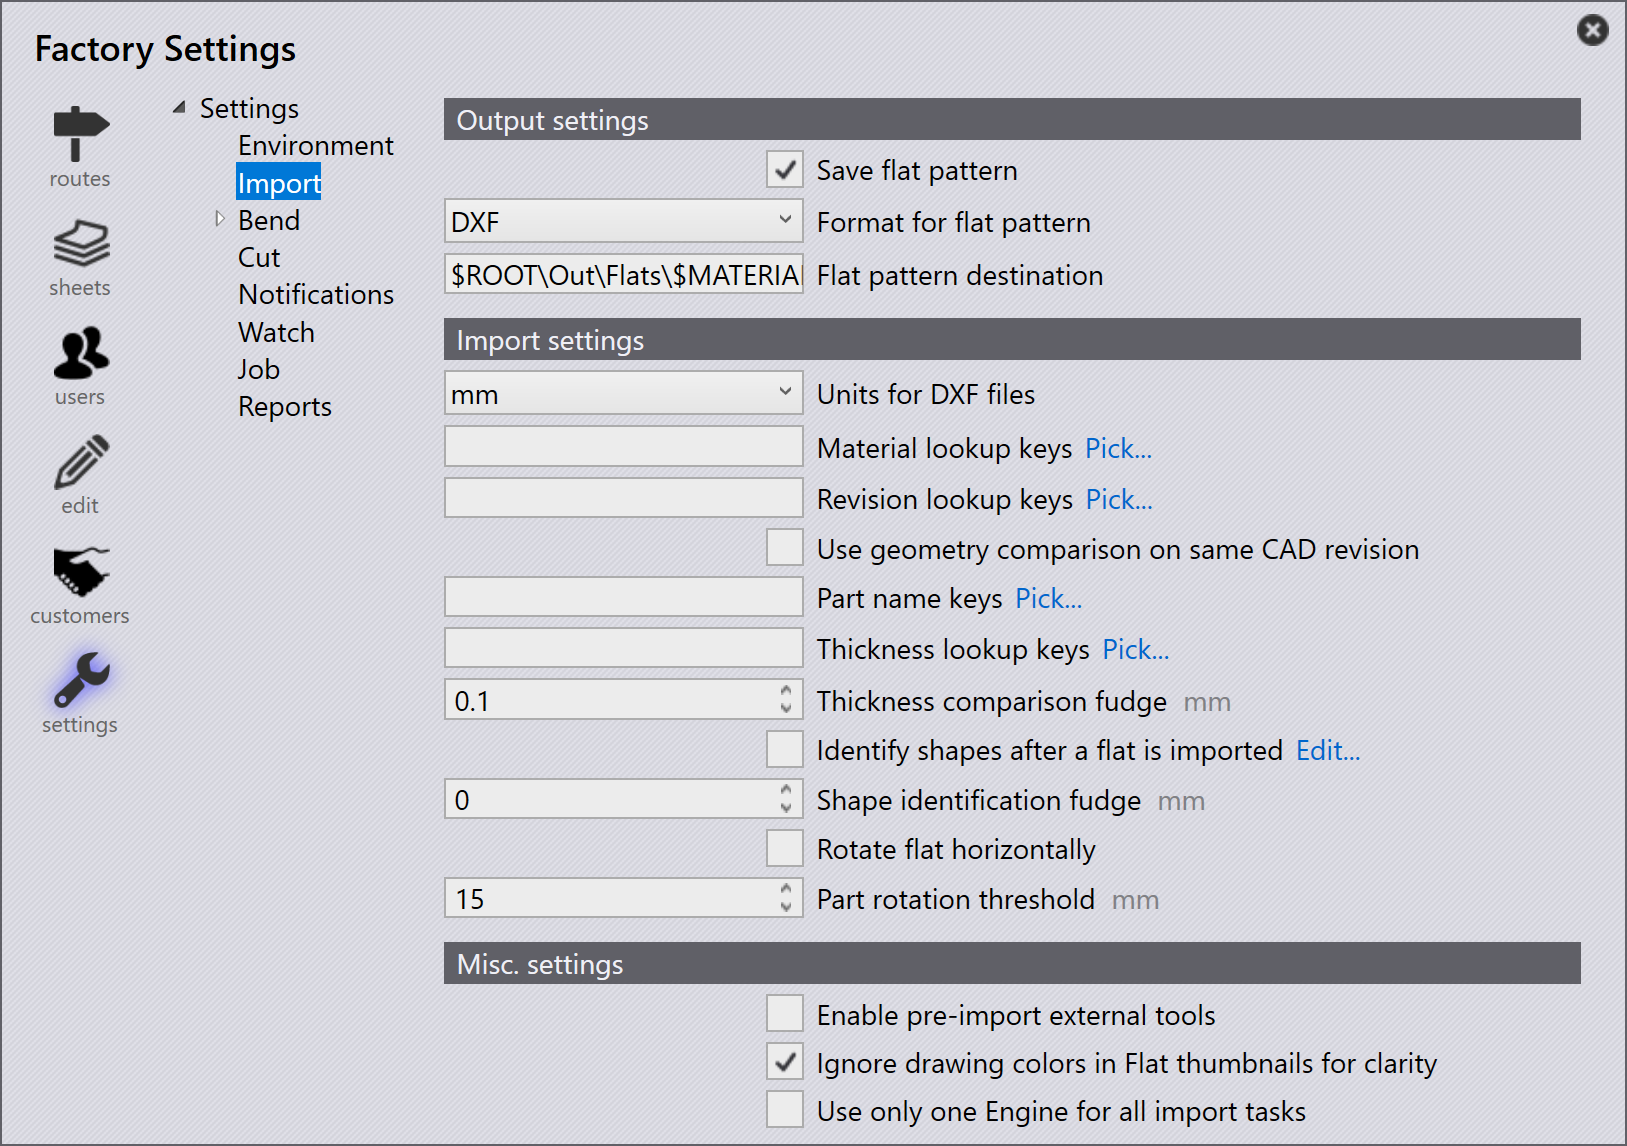 Factory Settings
routes
sheets
users
edit
customers
settings
Settings
Environment
Import
Bend
Cut
Notifications
Watch
Job
Reports
Output settings
Save flat pattern
DXF Format for flat pattern
$ROOT\Out\Flats\$MATERIAL Flat pattern destination
Import settings
mm Units for DXF files
Material lookup keys Pick...
Revision lookup keys Pick...
Use geometry comparison on same CAD revision
Part name keys Pick...
Thickness lookup keys Pick...
0.1 Thickness comparison fudge mm
Identify shapes after a flat is imported Edit...
0 Shape identification fudge mm
Rotate flat horizontally
15 Part rotation threshold mm
Misc. settings
Enable pre-import external tools
Ignore drawing colors in Flat thumbnails for clarity
Use only one Engine for all import tasks